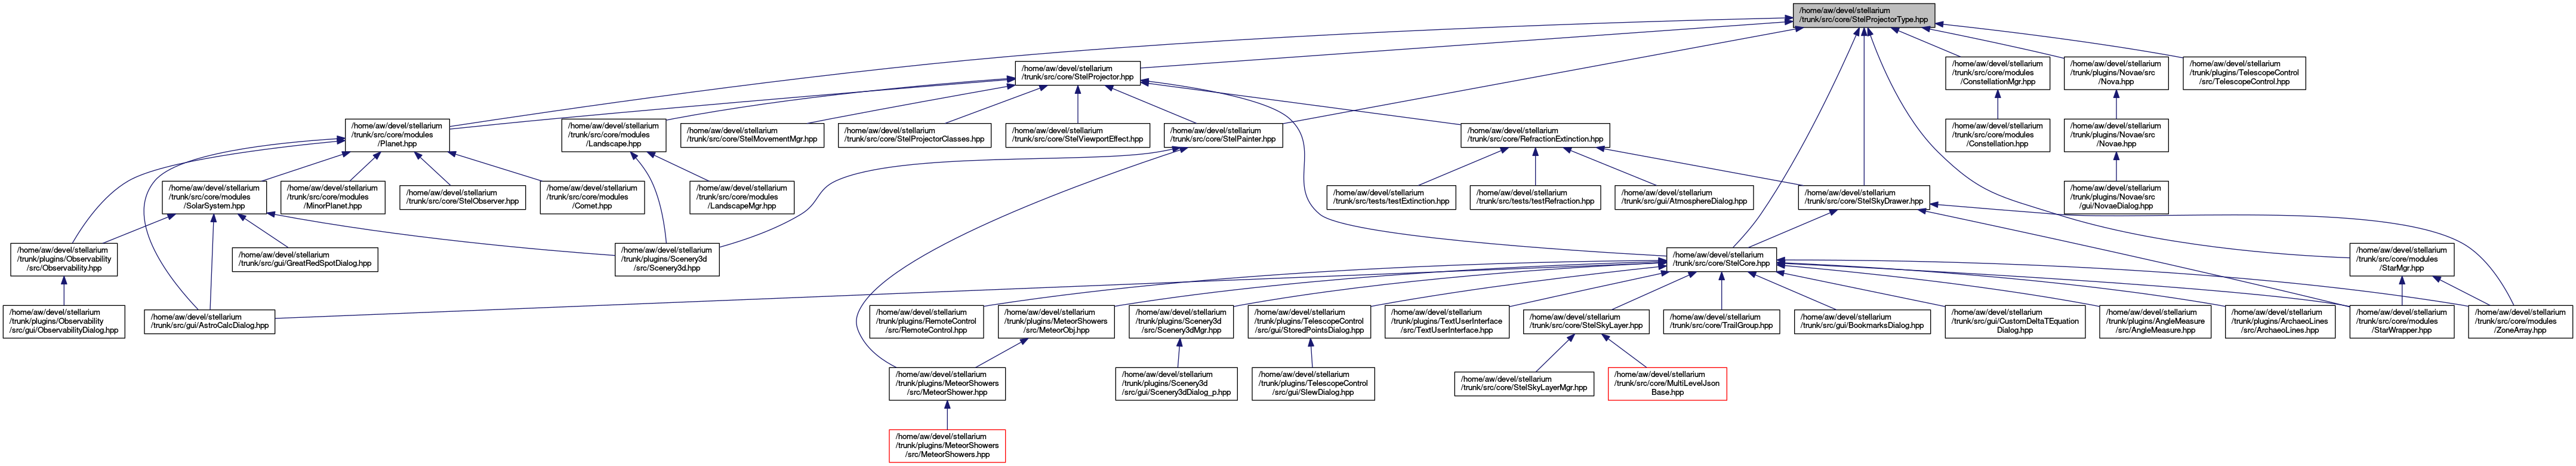 /home/aw/devel/stellarium
/trunk/src/core/StelProjectorType.hpp
/home/aw/devel/stellarium
/trunk/src/core/StelProjector.hpp
/home/aw/devel/stellarium
/trunk/src/core/modules
/ConstellationMgr.hpp
/home/aw/devel/stellarium
/trunk/plugins/Novae/src
/Nova.hpp
/home/aw/devel/stellarium
/trunk/plugins/TelescopeControl
/src/TelescopeControl.hpp
/home/aw/devel/stellarium
/trunk/src/core/modules
/Planet.hpp
/home/aw/devel/stellarium
/trunk/src/core/modules
/Landscape.hpp
/home/aw/devel/stellarium
/trunk/src/core/StelMovementMgr.hpp
/home/aw/devel/stellarium
/trunk/src/core/StelProjectorClasses.hpp
/home/aw/devel/stellarium
/trunk/src/core/StelViewportEffect.hpp
/home/aw/devel/stellarium
/trunk/src/core/StelPainter.hpp
/home/aw/devel/stellarium
/trunk/src/core/RefractionExtinction.hpp
/home/aw/devel/stellarium
/trunk/src/core/modules
/Constellation.hpp
/home/aw/devel/stellarium
/trunk/plugins/Novae/src
/Novae.hpp
/home/aw/devel/stellarium
/trunk/src/core/modules
/SolarSystem.hpp
/home/aw/devel/stellarium
/trunk/src/core/modules
/MinorPlanet.hpp
/home/aw/devel/stellarium
/trunk/src/core/StelObserver.hpp
/home/aw/devel/stellarium
/trunk/src/core/modules
/Comet.hpp
/home/aw/devel/stellarium
/trunk/src/core/modules
/LandscapeMgr.hpp
/home/aw/devel/stellarium
/trunk/src/tests/testExtinction.hpp
/home/aw/devel/stellarium
/trunk/src/tests/testRefraction.hpp
/home/aw/devel/stellarium
/trunk/src/gui/AtmosphereDialog.hpp
/home/aw/devel/stellarium
/trunk/src/core/StelSkyDrawer.hpp
/home/aw/devel/stellarium
/trunk/plugins/Novae/src
/gui/NovaeDialog.hpp
/home/aw/devel/stellarium
/trunk/plugins/Observability
/src/Observability.hpp
/home/aw/devel/stellarium
/trunk/src/gui/GreatRedSpotDialog.hpp
/home/aw/devel/stellarium
/trunk/plugins/Scenery3d
/src/Scenery3d.hpp
/home/aw/devel/stellarium
/trunk/src/core/StelCore.hpp
/home/aw/devel/stellarium
/trunk/src/core/modules
/StarMgr.hpp
/home/aw/devel/stellarium
/trunk/plugins/Observability
/src/gui/ObservabilityDialog.hpp
/home/aw/devel/stellarium
/trunk/src/gui/AstroCalcDialog.hpp
/home/aw/devel/stellarium
/trunk/plugins/RemoteControl
/src/RemoteControl.hpp
/home/aw/devel/stellarium
/trunk/plugins/MeteorShowers
/src/MeteorObj.hpp
/home/aw/devel/stellarium
/trunk/plugins/Scenery3d
/src/Scenery3dMgr.hpp
/home/aw/devel/stellarium
/trunk/plugins/TelescopeControl
/src/gui/StoredPointsDialog.hpp
/home/aw/devel/stellarium
/trunk/plugins/TextUserInterface
/src/TextUserInterface.hpp
/home/aw/devel/stellarium
/trunk/src/core/StelSkyLayer.hpp
/home/aw/devel/stellarium
/trunk/src/core/TrailGroup.hpp
/home/aw/devel/stellarium
/trunk/src/gui/BookmarksDialog.hpp
/home/aw/devel/stellarium
/trunk/src/gui/CustomDeltaTEquation
Dialog.hpp
/home/aw/devel/stellarium
/trunk/plugins/AngleMeasure
/src/AngleMeasure.hpp
/home/aw/devel/stellarium
/trunk/plugins/ArchaeoLines
/src/ArchaeoLines.hpp
/home/aw/devel/stellarium
/trunk/src/core/modules
/StarWrapper.hpp
/home/aw/devel/stellarium
/trunk/src/core/modules
/ZoneArray.hpp
/home/aw/devel/stellarium
/trunk/plugins/MeteorShowers
/src/MeteorShower.hpp
/home/aw/devel/stellarium
/trunk/plugins/Scenery3d
/src/gui/Scenery3dDialog_p.hpp
/home/aw/devel/stellarium
/trunk/plugins/TelescopeControl
/src/gui/SlewDialog.hpp
/home/aw/devel/stellarium
/trunk/src/core/StelSkyLayerMgr.hpp
/home/aw/devel/stellarium
/trunk/src/core/MultiLevelJson
Base.hpp
/home/aw/devel/stellarium
/trunk/plugins/MeteorShowers
/src/MeteorShowers.hpp